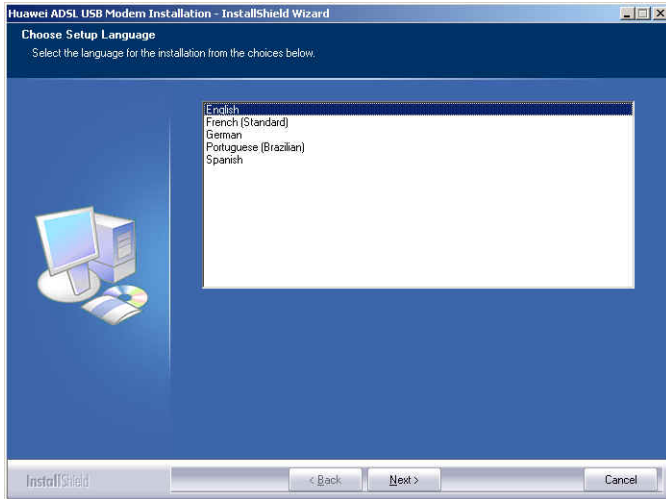 Huawei ADSL USB Modem Installation - InstallShield Wizard
Choose Setup Language
Select the language for the installation from the choices below.
English
French (Standard)
German
Portuguese (Brazilian)
Spanish
InstallShield
< Back
Next >
Cancel